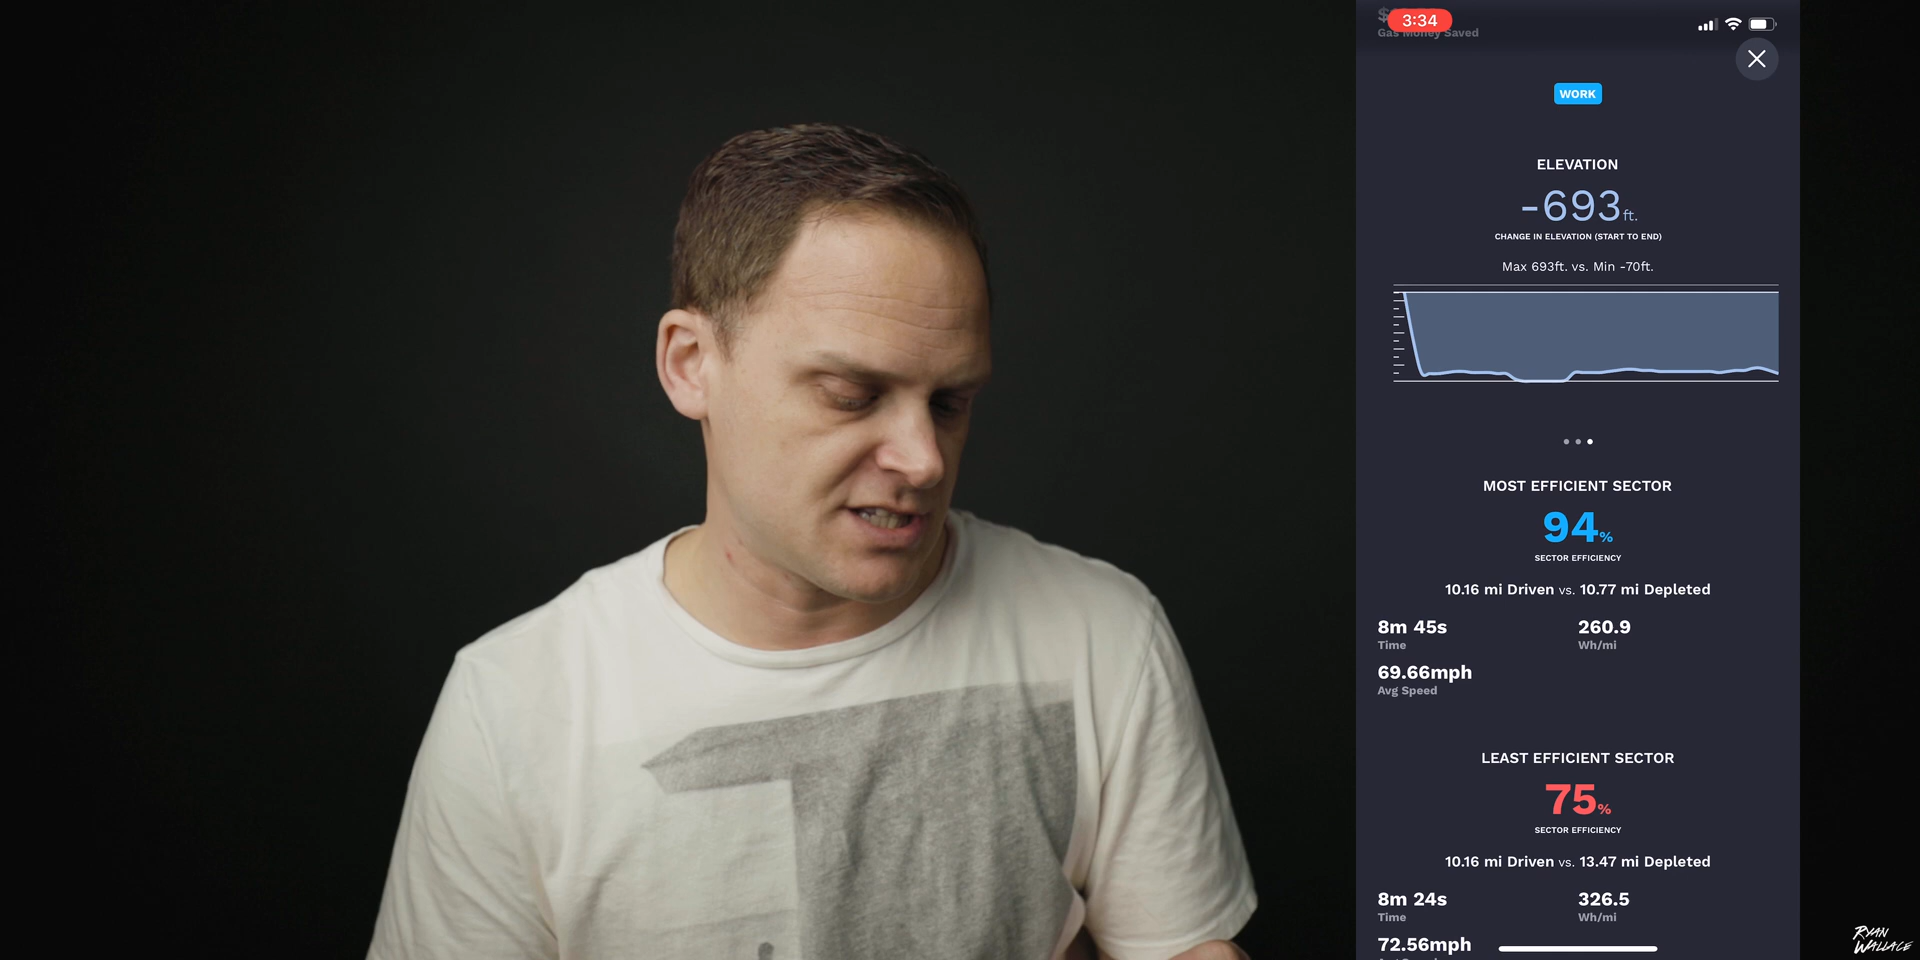 3:34
Gas Money Saved
WORK
ELEVATION
-693ft.
CHANGE IN ELEVATION (START TO END)
Max 693ft. vs. Min -70ft.
MOST EFFICIENT SECTOR
94%
SECTOR EFFICIENCY
10.16 mi Driven vs. 10.77 mi Depleted
8m 45s 260.9
Time Wh/mi
69.66mph
Avg Speed
LEAST EFFICIENT SECTOR
75%
SECTOR EFFICIENCY
10.16 mi Driven vs. 13.47 mi Depleted
8m 24s 326.5
Time Wh/mi
72.56mph
RYAN
WALLACE